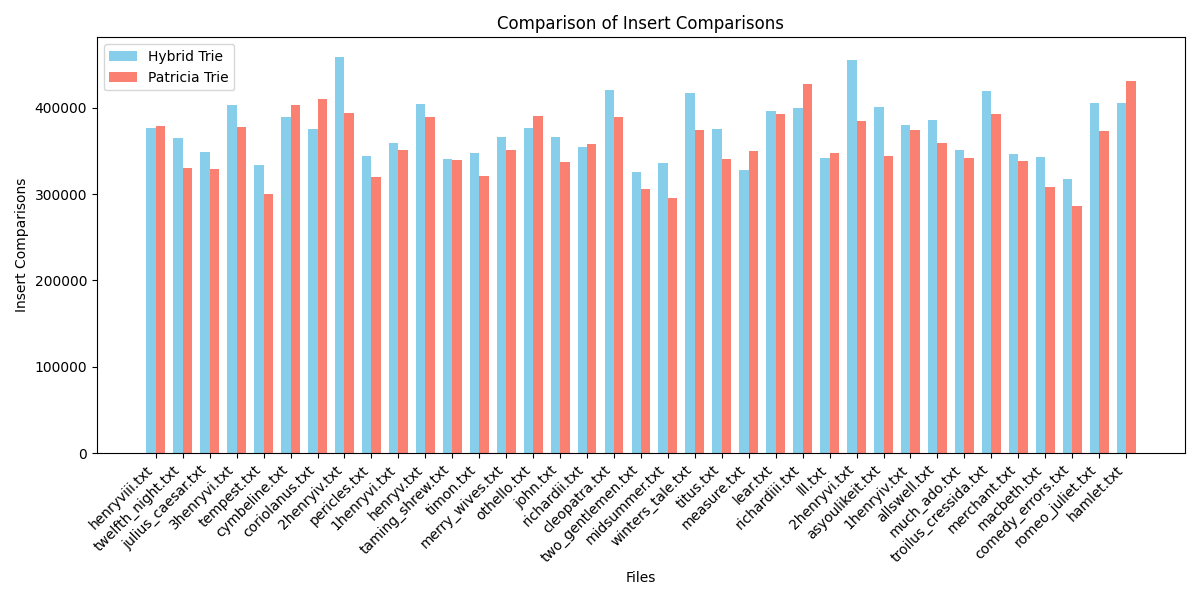 Comparison of Insert Comparisons
Hybrid Trie
Patricia Trie
Insert Comparisons
400000
300000
200000
100000
0
henryviii.txt
twelfth_night.txt
julius_caesar.txt
3henryvi.txt
tempest.txt
cymbeline.txt
coriolanus.txt
2henryiv.txt
pericles.txt
1henryvi.txt
henryv.txt
taming_shrew.txt
timon.txt
merry_wives.txt
othello.txt
john.txt
richardii.txt
cleopatra.txt
two_gentlemen.txt
midsummer.txt
winters_tale.txt
titus.txt
measure.txt
lear.txt
richardiii.txt
lll.txt
2henryvi.txt
asyoulikeit.txt
1henryiv.txt
allswell.txt
much_ado.txt
troilus_cressida.txt
merchant.txt
macbeth.txt
comedy_errors.txt
romeo_juliet.txt
hamlet.txt
Files